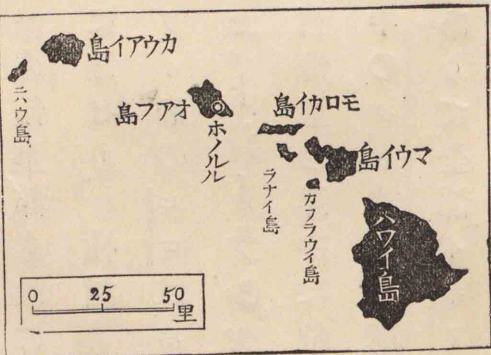 島イアウカ
ニハウ島
島フアオ
ホノルル
島イカロモ
ラナイ島
島イウマ
カフラウイ島
ハワイ島
0 25 50
里